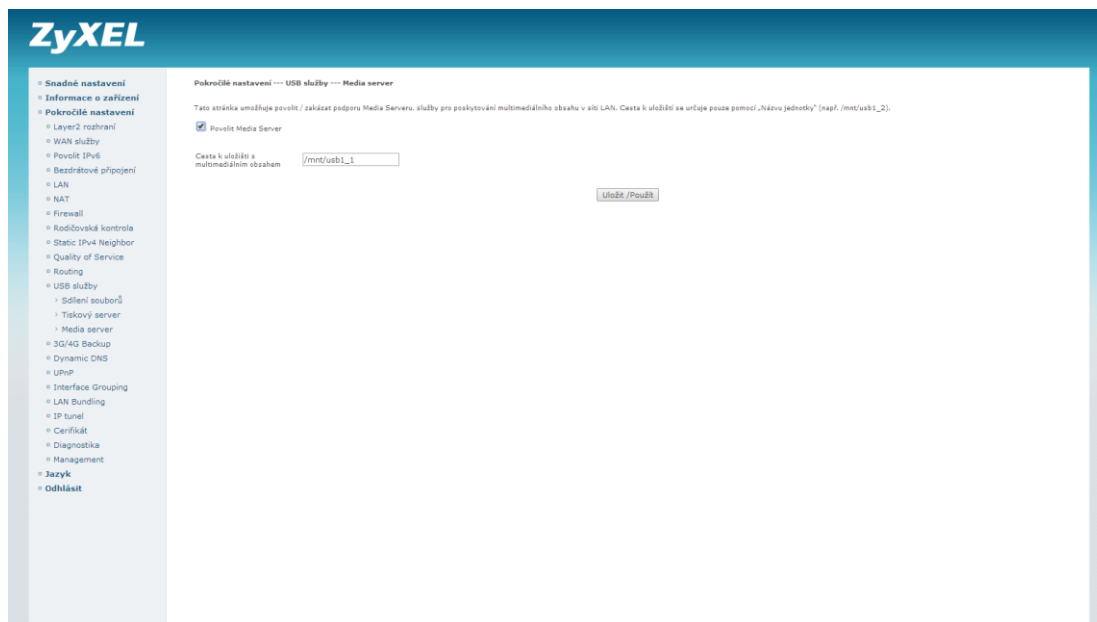 ZyXEL
Snadné nastavení
Informace o zařízení
Pokročilé nastavení
Layer2 rozhraní
WAN služby
Povolit IPv6
Bezdrátové připojení
LAN
NAT
Firewall
Rodičovská kontrola
Static IPv4 Neighbor
Quality of Service
Routing
USB služby
Sdílení souborů
Tiskový server
Media server
3G/4G Backup
Dynamic DNS
UPnP
Interface Grouping
LAN Bundling
IP tunel
Cerifikát
Diagnostika
Management
Jazyk
Odhlásit
Pokročilé nastavení --- USB služby --- Media server
Tato stránka umožňuje povolit / zakázat podporu Media Serveru. služby pro poskytování multimediálního obsahu v síti LAN. Cesta k uložišti se určuje pouze pomocí „Názvu jednotky" (např. /mnt/usb1_2).
Povolit Media Server
Cesta k uložišti s
multimediálním obsahem
/mnt/usb1_1
Uložit /Použít